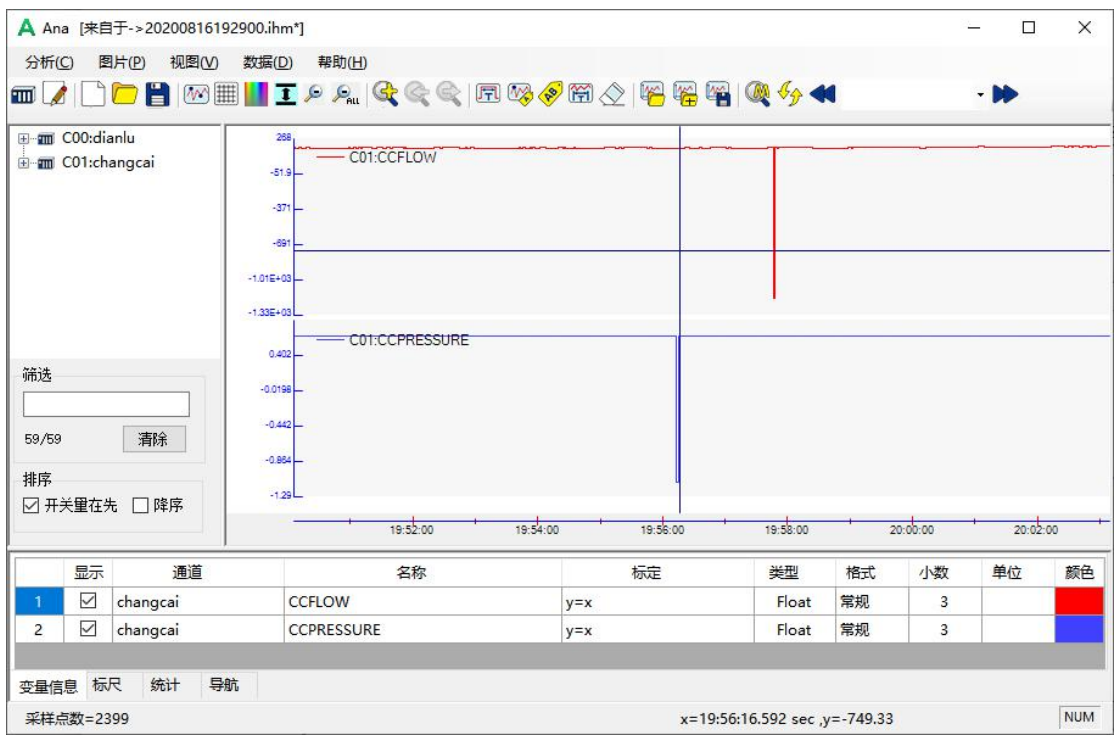 Ana [来自于->20200816192900.ihm*]
分析(C) 图片(P) 视图(V) 数据(D) 帮助(H)
ALL AB
C00:dianlu
C01:changcai
筛选
59/59 清除
排序
开关量在先 降序
268
-51.9
-371
-691
-1.01E+03
-1.33E+03
C01:CCFLOW
C01:CCPRESSURE
0.402
-0.0198
-0.442
-0.864
-1.29
19:52:00 19:54:00 19:56:00 19:58:00 20:00:00 20:02:00
显示 通道 名称 标定 类型 格式 小数 单位 颜色
1 changcai CCFLOW y=x Float 常规 3
2 changcai CCPRESSURE y=x Float 常规 3
变量信息 标尺 统计 导航
采样点数=2399 x=19:56:16.592 sec ,y=-749.33 NUM